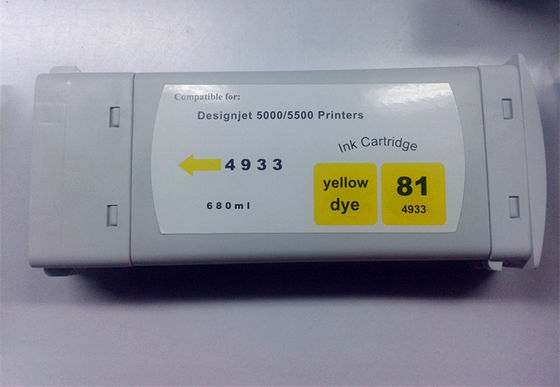 Compatible for:
Designjet 5000/5500 Printers
Ink Cartridge
4933
680ml
yellow
dye
81
4933